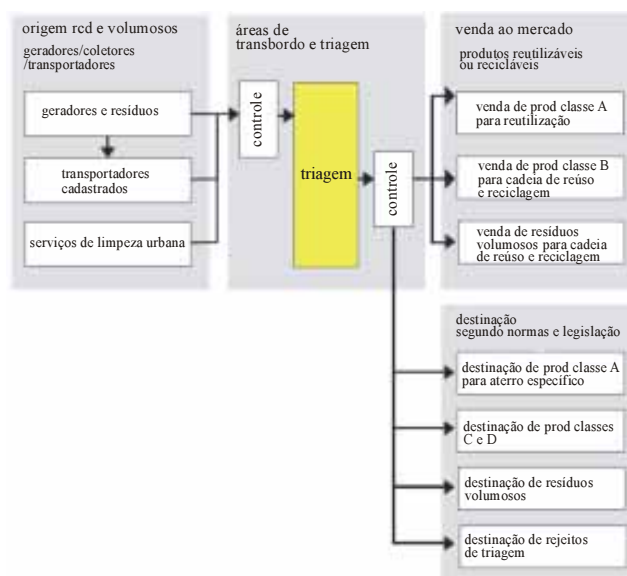 origem rcd e volumosos
geradores/coletores
/transportadores
geradores e resíduos
transportadores
cadastrados
serviços de limpeza urbana
áreas de
transbordo e triagem
controle
triagem
controle
venda ao mercado
produtos reutilizáveis
ou recicláveis
venda de prod classe A
para reutilização
venda de prod classe B
para cadeia de reúso
e reciclagem
venda de resíduos
volumosos para cadeia
de reúso e reciclagem
destinação
segundo normas e legislação
destinação de prod classe A
para aterro específico
destinação de prod classes
C e D
destinação de resíduos
volumosos
destinação de rejeitos
de triagem